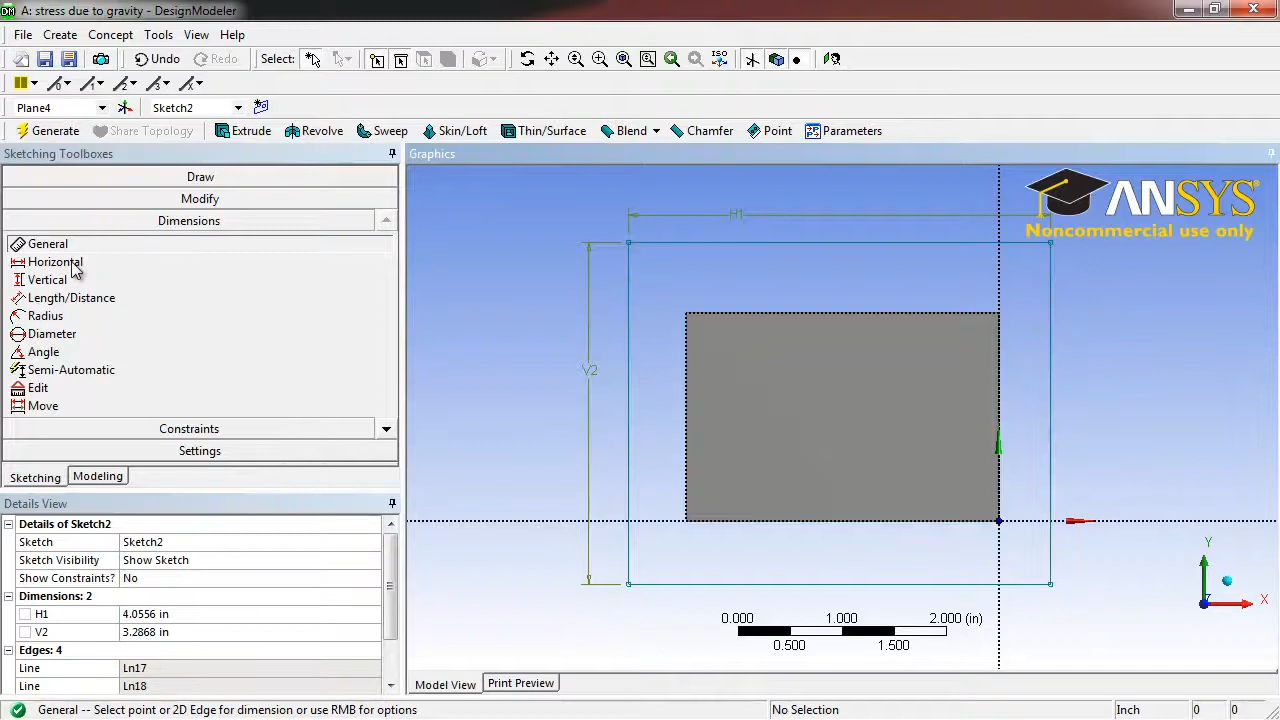 DM A: stress due to gravity - DesignModeler
File Create Concept Tools View Help
Undo Redo Select: ISO
Plane4 Sketch2
Generate Share Topology Extrude Revolve Sweep Skin/Loft Thin/Surface Blend Chamfer Point Parameters
Sketching Toolboxes
Draw
Modify
Dimensions
General
Horizontal
Vertical
Length/Distance
Radius
Diameter
Angle
Semi-Automatic
Edit
Move
Constraints
Settings
Sketching Modeling
Details View
Details of Sketch2
Sketch Sketch2
Sketch Visibility Show Sketch
Show Constraints? No
Dimensions: 2
H1 4.0556 in
V2 3.2868 in
Edges: 4
Line Ln17
Line Ln18
Graphics
ANSYS
Noncommercial use only
H1
V2
Y
X
0.000 1.000 2.000 (in)
0.500 1.500
Model View Print Preview
General -- Select point or 2D Edge for dimension or use RMB for options No Selection Inch 0 0